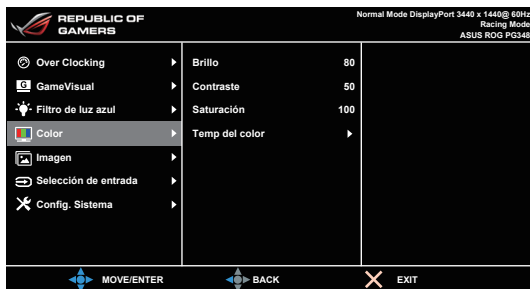 REPUBLIC OF
GAMERS
Normal Mode DisplayPort 3440 x 1440@ 60Hz
Racing Mode
ASUS ROG PG348
Over Clocking
G GameVisual
Filtro de luz azul
Color
Imagen
Selección de entrada
Config. Sistema
Brillo 80
Contraste 50
Saturación 100
Temp del color
MOVE/ENTER BACK EXIT